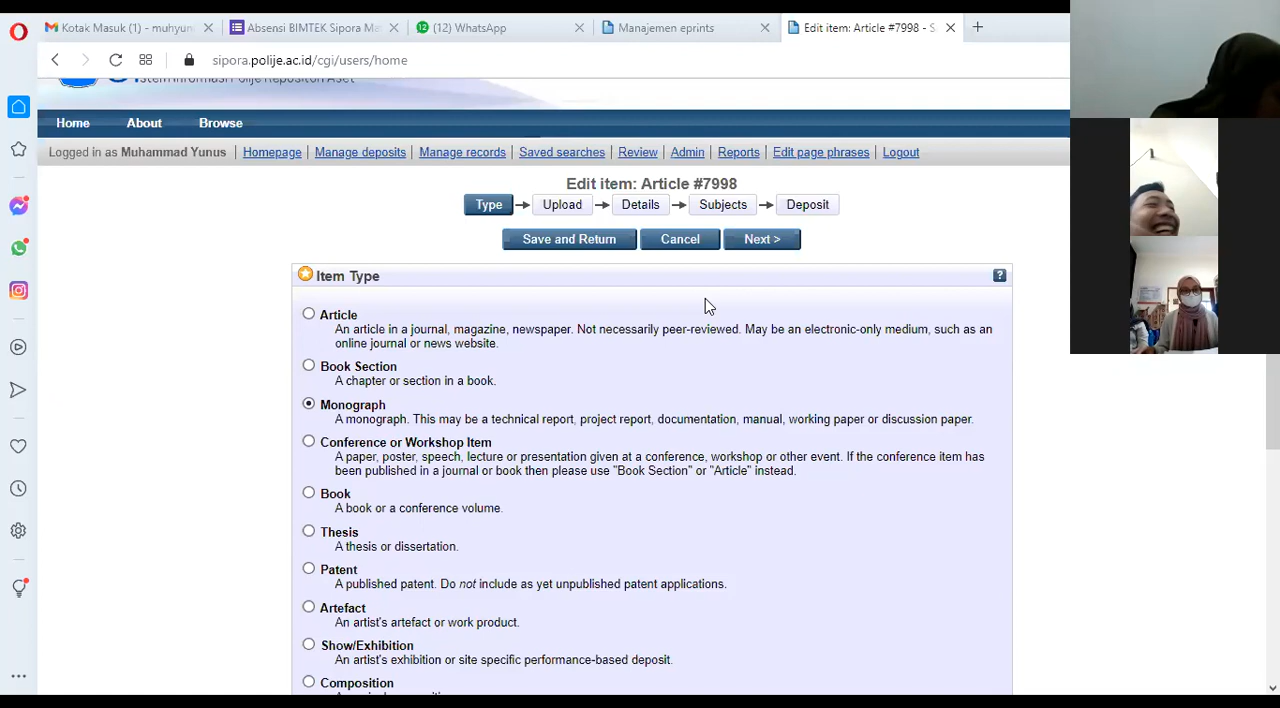 Kotak Masuk (1) - muhyun
Absensi BIMTEK Sipora Ma
(12) WhatsApp
Manajemen eprints
Edit item: Article #7998 - S
sipora.polije.ac.id/cgi/users/home
Sistem Informasi Polije Repositori Aset
Home About Browse
Logged in as Muhammad Yunus | Homepage | Manage deposits | Manage records | Saved searches | Review | Admin | Reports | Edit page phrases | Logout
Edit item: Article #7998
Type → Upload → Details → Subjects → Deposit
Save and Return Cancel Next >
Item Type ?
Article
An article in a journal, magazine, newspaper. Not necessarily peer-reviewed. May be an electronic-only medium, such as an
online journal or news website.
Book Section
A chapter or section in a book.
Monograph
A monograph. This may be a technical report, project report, documentation, manual, working paper or discussion paper.
Conference or Workshop Item
A paper, poster, speech, lecture or presentation given at a conference, workshop or other event. If the conference item has
been published in a journal or book then please use "Book Section" or "Article" instead.
Book
A book or a conference volume.
Thesis
A thesis or dissertation.
Patent
A published patent. Do not include as yet unpublished patent applications.
Artefact
An artist's artefact or work product.
Show/Exhibition
An artist's exhibition or site specific performance-based deposit.
Composition